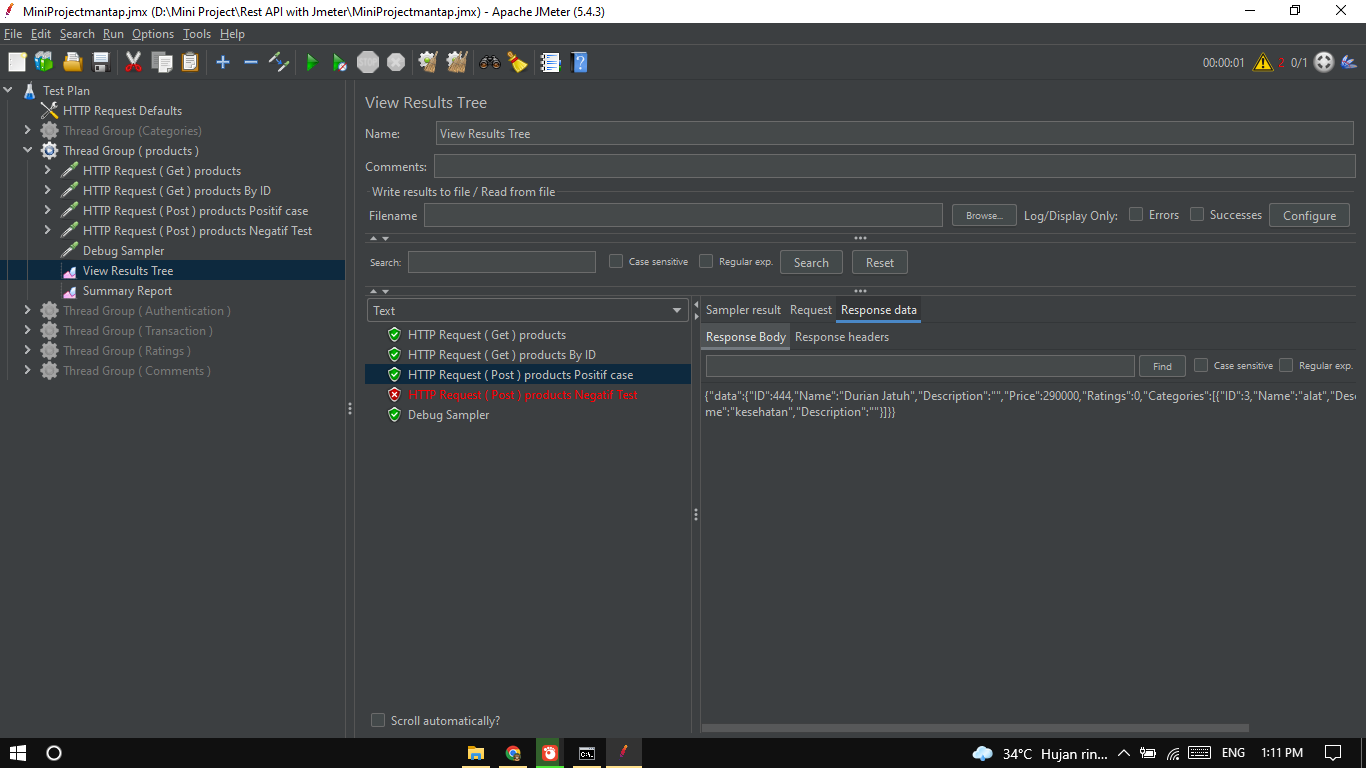 MiniProjectmantap.jmx (D:\Mini Project\Rest API with Jmeter\MiniProjectmantap.jmx) - Apache JMeter (5.4.3)
File Edit Search Run Options Tools Help
STOP 00:00:01 2 0/1
Test Plan
HTTP Request Defaults
Thread Group (Categories)
Thread Group ( products )
HTTP Request ( Get ) products
HTTP Request ( Get ) products By ID
HTTP Request ( Post ) products Positif case
HTTP Request ( Post ) products Negatif Test
Debug Sampler
View Results Tree
Summary Report
Thread Group ( Authentication )
Thread Group ( Transaction )
Thread Group ( Ratings )
Thread Group ( Comments )
View Results Tree
Name: View Results Tree
Comments:
Write results to file / Read from file
Filename Browse... Log/Display Only: Errors Successes Configure
Search: Case sensitive Regular exp. Search Reset
Text
HTTP Request ( Get ) products
HTTP Request ( Get ) products By ID
HTTP Request ( Post ) products Positif case
HTTP Request ( Post ) products Negatif Test
Debug Sampler
Scroll automatically?
Sampler result Request Response data
Response Body Response headers
Find Case sensitive Regular exp.
{"data":{"ID":444,"Name":"Durian Jatuh","Description":"","Price":290000,"Ratings":0,"Categories":[{"ID":3,"Name":"alat","Desc
me":"kesehatan","Description":""}]}}
34°C Hujan rin... ENG 1:11 PM